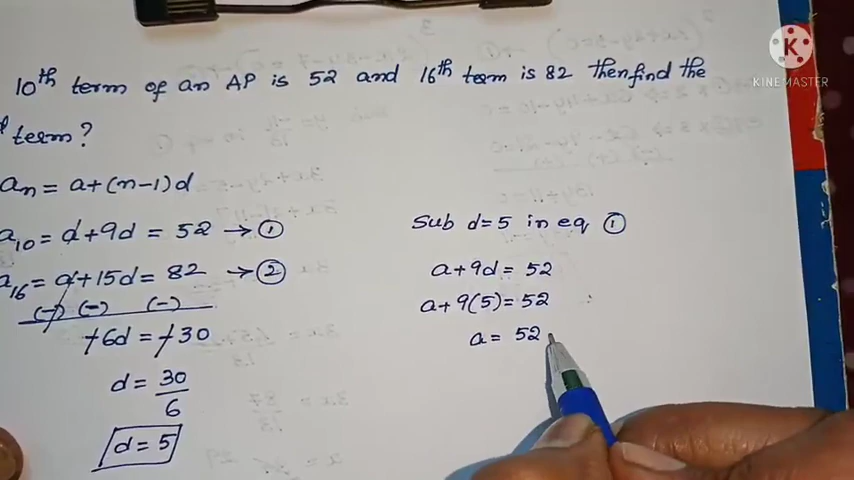 10th term of an AP is 52 and 16th term is 82 then find the
term?
an = a+(n-1)d
a10 = a+9d = 52 → ①
a16 = a+15d = 82 → ②
(-) (-) (-)
-6d = -30
d = 30/6
d = 5
Sub d=5 in eq ①
a+9d = 52
a+9(5) = 52
a = 52
K
KINEMASTER